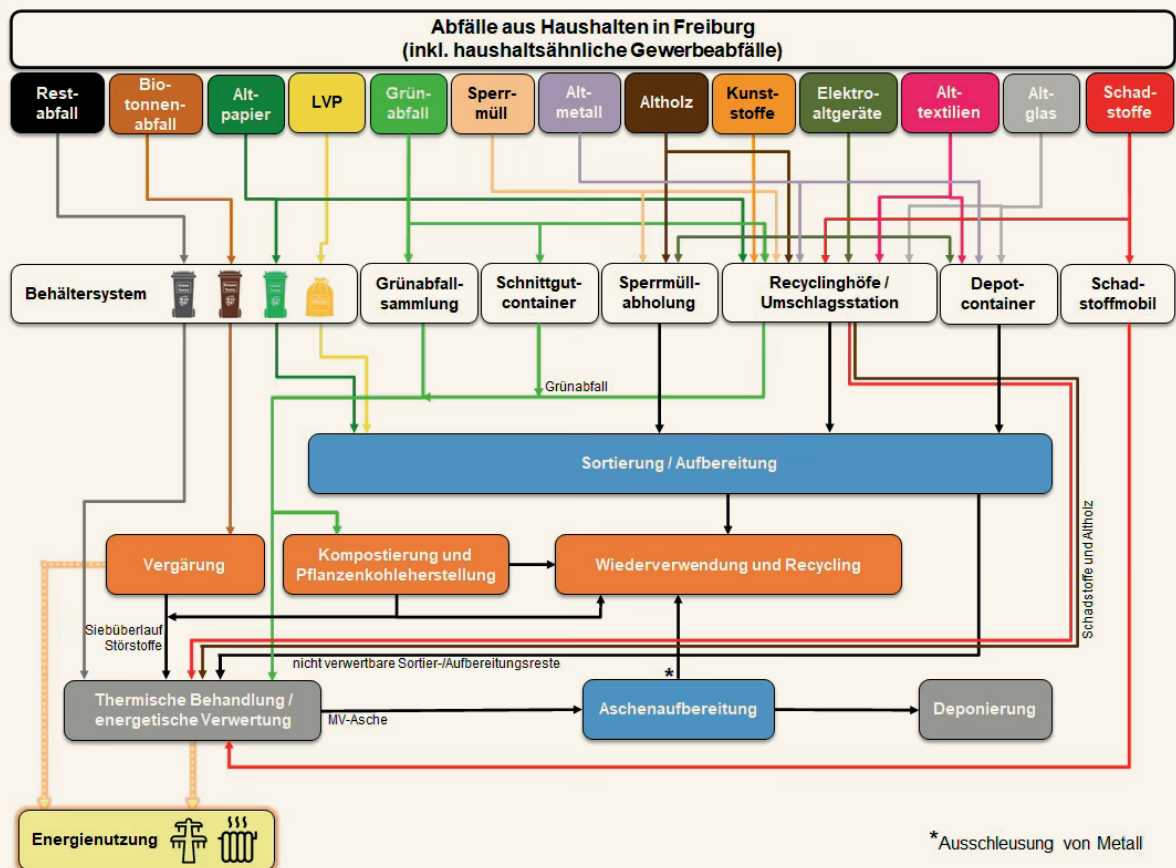 Abfälle aus Haushalten in Freiburg
(inkl. haushaltsähnliche Gewerbeabfälle)
Rest-
abfall
Bio-
tonnen-
abfall
Alt-
papier
LVP
Grün-
abfall
Sperr-
müll
Alt-
metall
Altholz
Kunst-
stoffe
Elektro-
altgeräte
Alt-
textilien
Alt-
glas
Schad-
stoffe
Behältersystem
Grünabfall-
sammlung
Schnittgut-
container
Sperrmüll-
abholung
Recyclinghöfe /
Umschlagsstation
Depot-
container
Schad-
stoffmobil
Grünabfall
Sortierung / Aufbereitung
Schadstoffe und Altholz
Vergärung
Kompostierung und
Pflanzenkohleherstellung
Wiederverwendung und Recycling
Siebüberlauf
Störstoffe
nicht verwertbare Sortier-/Aufbereitungsreste
Thermische Behandlung /
energetische Verwertung
MV-Asche
*
Aschenaufbereitung
Deponierung
Energienutzung
*Ausschleusung von Metall